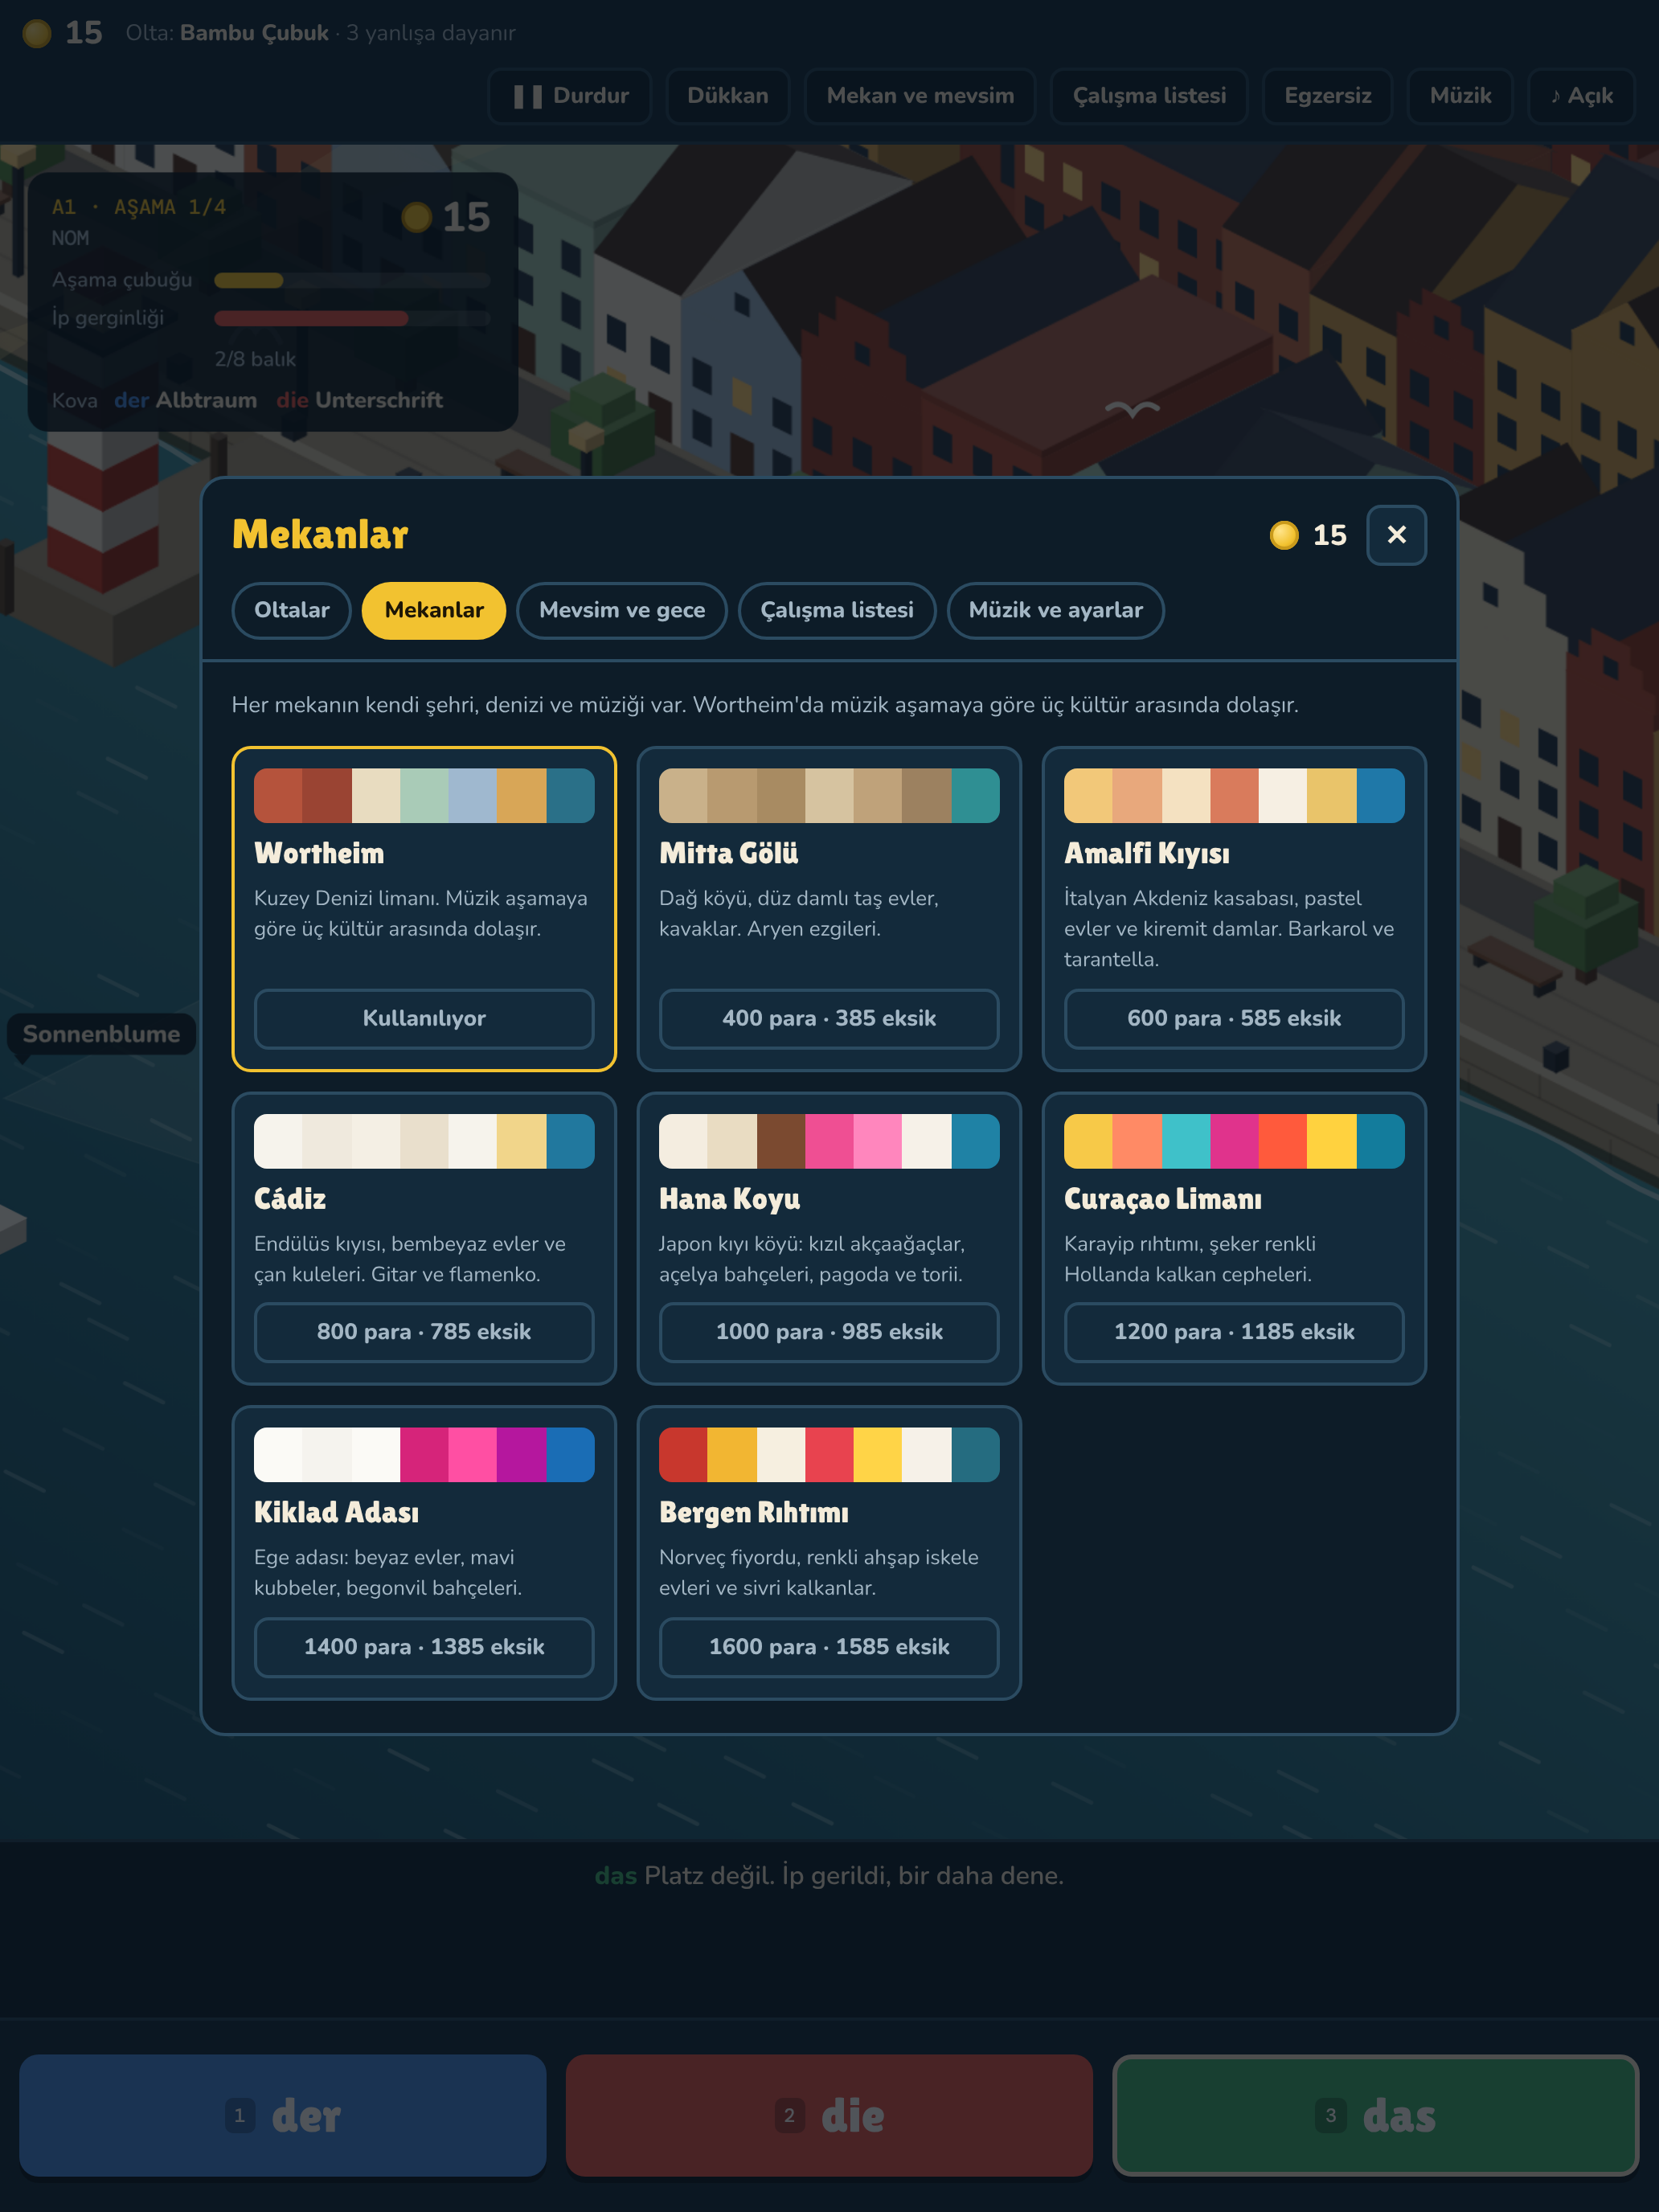 15 Olta: Bambu Çubuk · 3 yanlışa dayanır
❚❚ Durdur Dükkan Mekan ve mevsim Çalışma listesi Egzersiz Müzik ♪ Açık
A1 · AŞAMA 1/4 15
NOM
Aşama çubuğu
İp gerginliği
2/8 balık
Kova der Albtraum die Unterschrift
Mekanlar 15 ✕
Oltalar Mekanlar Mevsim ve gece Çalışma listesi Müzik ve ayarlar
Her mekanın kendi şehri, denizi ve müziği var. Wortheim'da müzik aşamaya göre üç kültür arasında dolaşır.
Wortheim
Kuzey Denizi limanı. Müzik aşamaya
göre üç kültür arasında dolaşır.
Kullanılıyor
Mitta Gölü
Dağ köyü, düz damlı taş evler,
kavaklar. Aryen ezgileri.
400 para · 385 eksik
Amalfi Kıyısı
İtalyan Akdeniz kasabası, pastel
evler ve kiremit damlar. Barkarol ve
tarantella.
600 para · 585 eksik
Sonnenblume
Cádiz
Endülüs kıyısı, bembeyaz evler ve
çan kuleleri. Gitar ve flamenko.
800 para · 785 eksik
Hana Koyu
Japon kıyı köyü: kızıl akçaağaçlar,
açelya bahçeleri, pagoda ve torii.
1000 para · 985 eksik
Curaçao Limanı
Karayip rıhtımı, şeker renkli
Hollanda kalkan cepheleri.
1200 para · 1185 eksik
Kiklad Adası
Ege adası: beyaz evler, mavi
kubbeler, begonvil bahçeleri.
1400 para · 1385 eksik
Bergen Rıhtımı
Norveç fiyordu, renkli ahşap iskele
evleri ve sivri kalkanlar.
1600 para · 1585 eksik
das Platz değil. İp gerildi, bir daha dene.
1 der 2 die 3 das